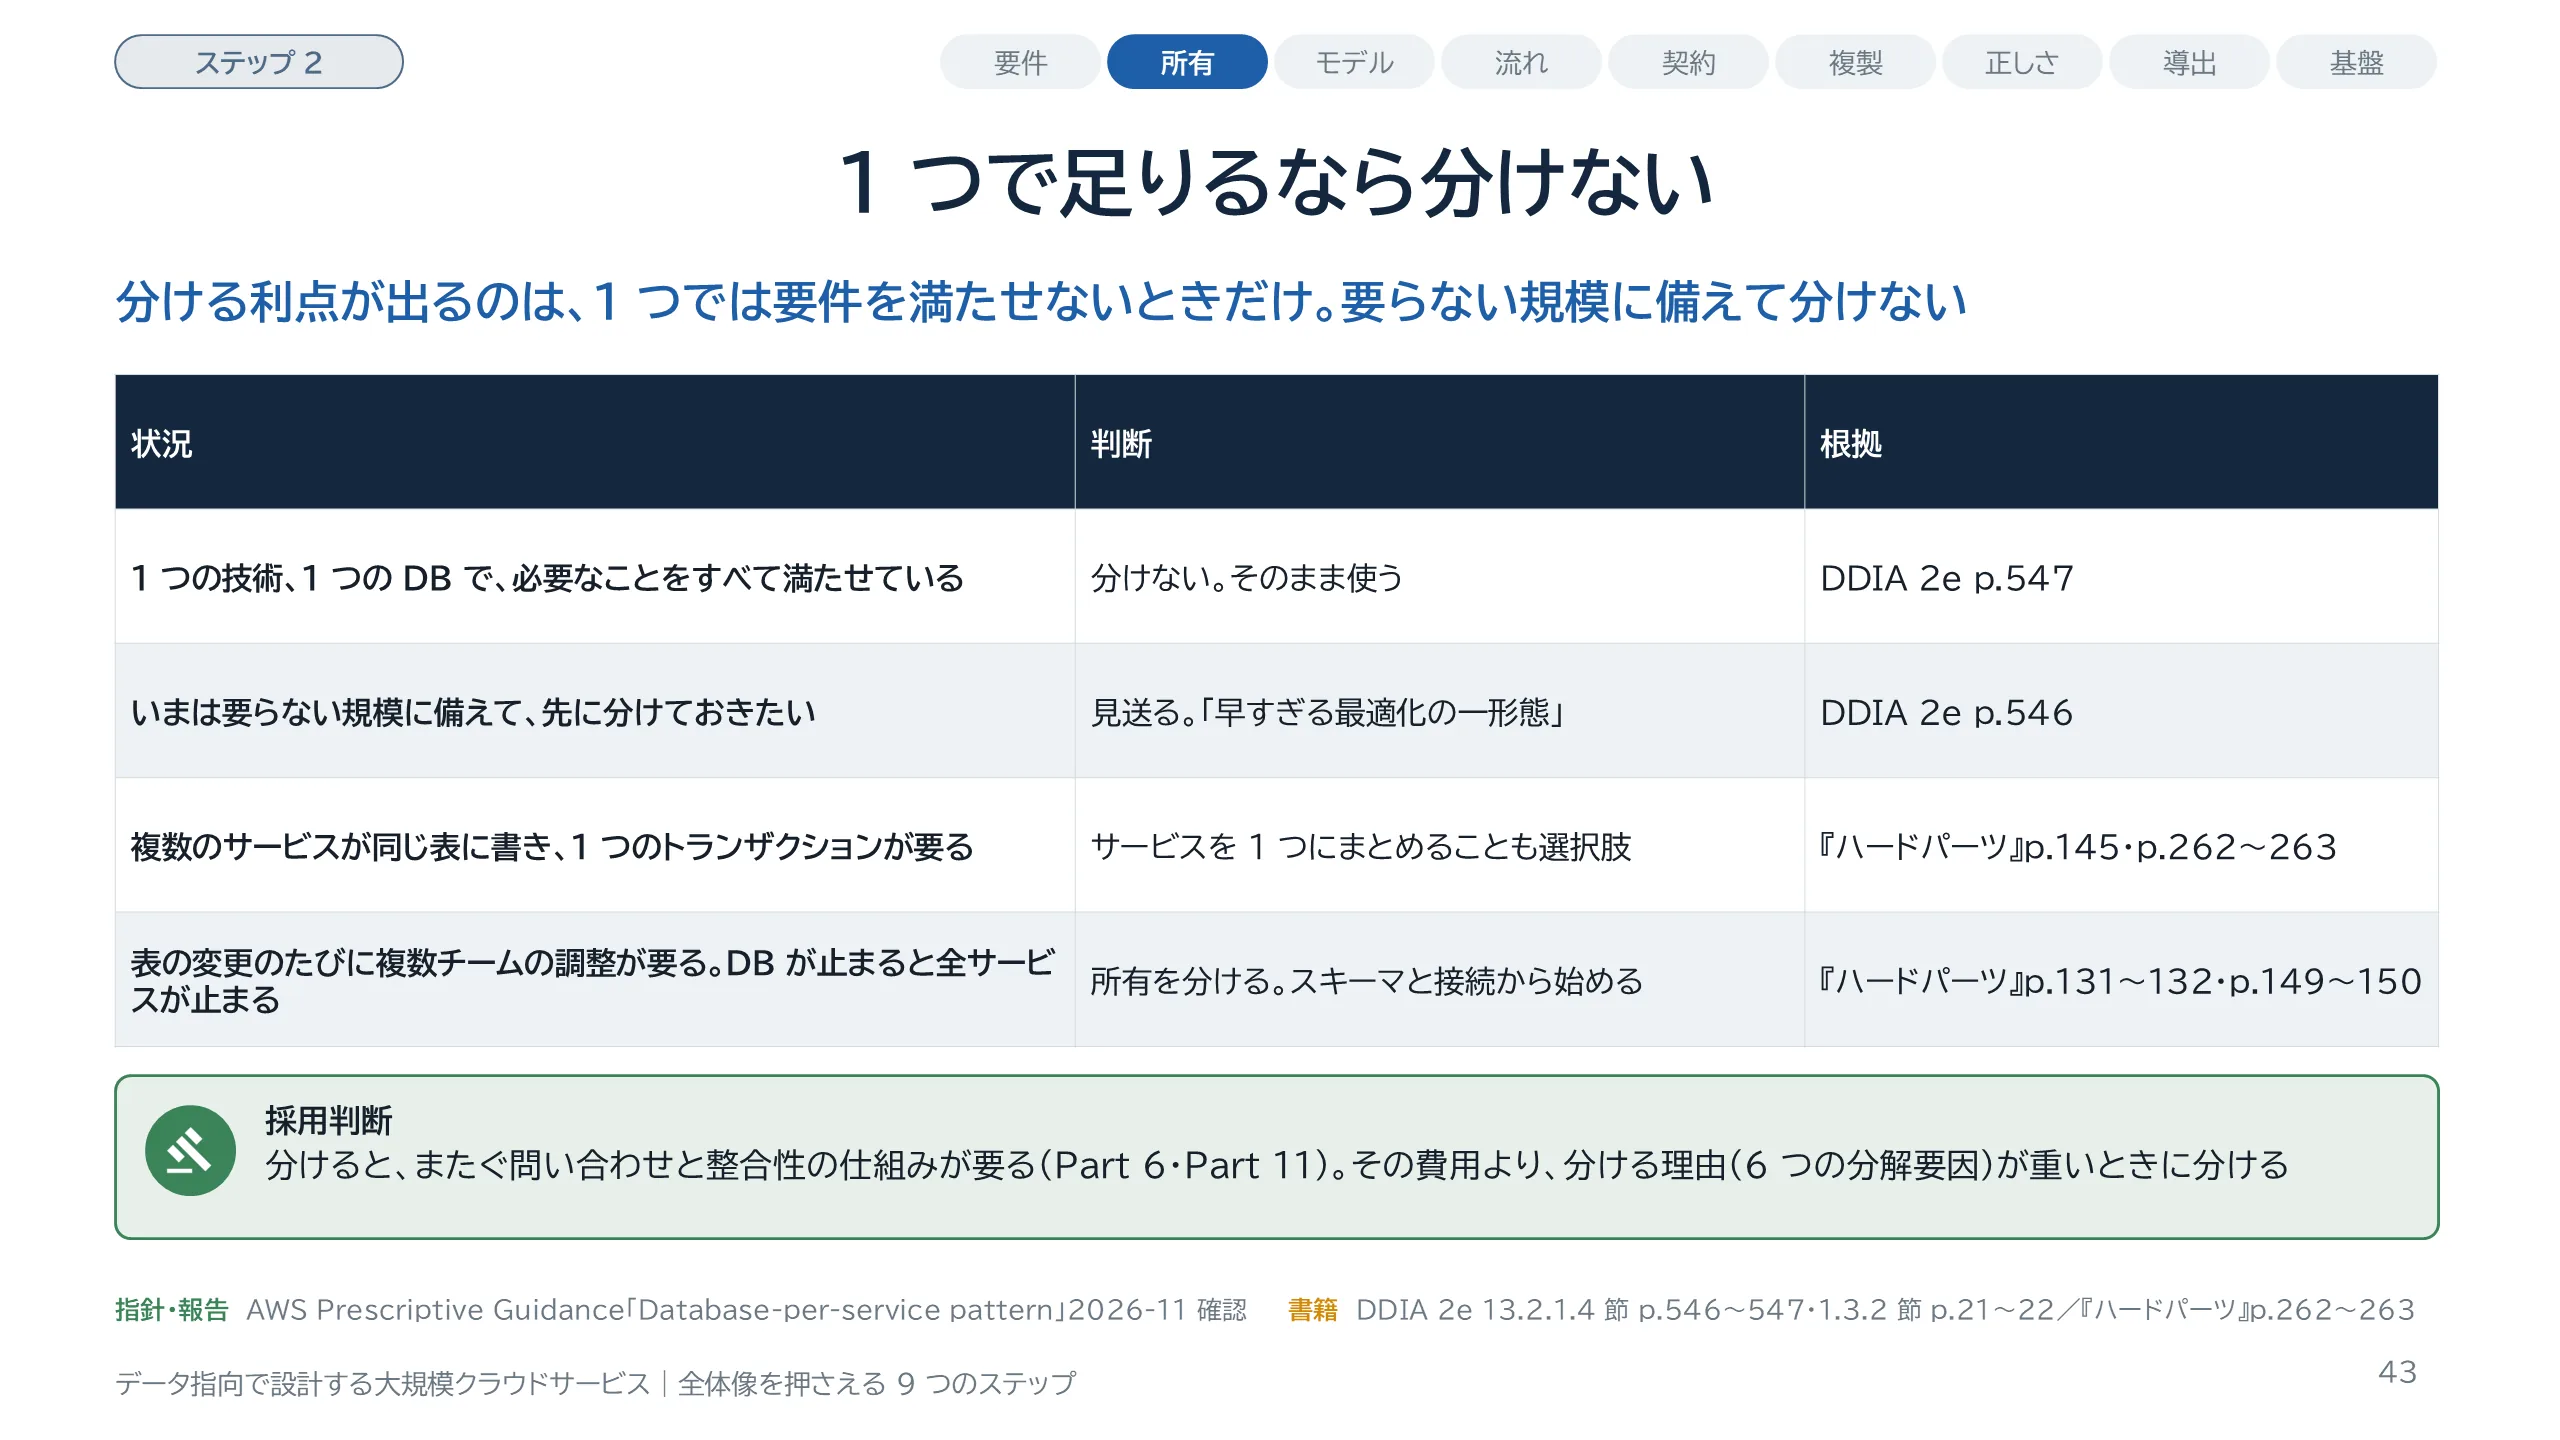 ステップ 2
要件
所有
モデル
流れ
契約
複製
正しさ
導出
基盤
1 つで足りるなら分けない
分ける利点が出るのは、1 つでは要件を満たせないときだけ。要らない規模に備えて分けない
状況
判断
根拠
1 つの技術、1 つの DB で、必要なことをすべて満たせている
分けない。そのまま使う
DDIA 2e p.547
いまは要らない規模に備えて、先に分けておきたい
見送る。「早すぎる最適化の一形態」
DDIA 2e p.546
複数のサービスが同じ表に書き、1 つのトランザクションが要る
サービスを 1 つにまとめることも選択肢
『ハードパーツ』p.145・p.262〜263
表の変更のたびに複数チームの調整が要る。DB が止まると全サービ
スが止まる
所有を分ける。スキーマと接続から始める
『ハードパーツ』p.131〜132・p.149〜150
採用判断
分けると、またぐ問い合わせと整合性の仕組みが要る（Part 6・Part 11）。その費用より、分ける理由（6 つの分解要因）が重いときに分ける
指針・報告 AWS Prescriptive Guidance「Database-per-service pattern」2026-11 確認 書籍 DDIA 2e 13.2.1.4 節 p.546〜547・1.3.2 節 p.21〜22／『ハードパーツ』p.262〜263
データ指向で設計する大規模クラウドサービス｜全体像を押さえる 9 つのステップ
43